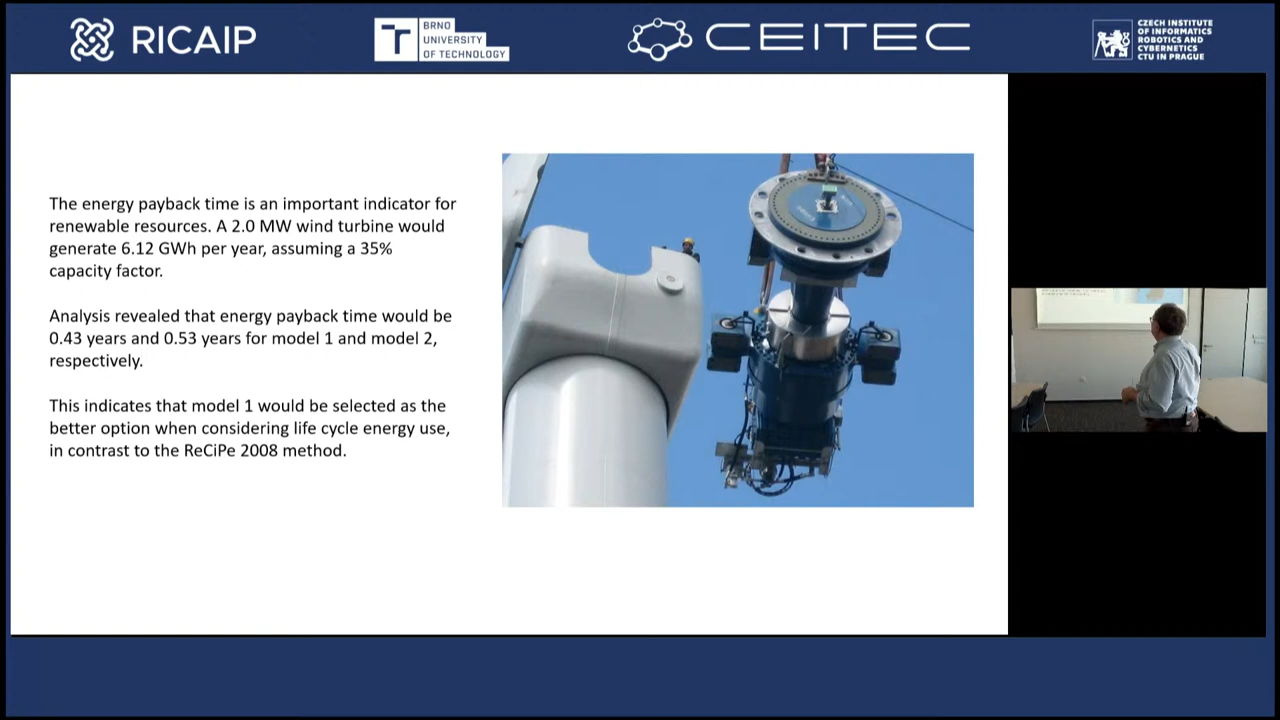 RICAIP
BRNO
UNIVERSITY
OF TECHNOLOGY
CEITEC
CZECH INSTITUTE
OF INFORMATICS
ROBOTICS AND
CYBERNETICS
CTU IN PRAGUE
The energy payback time is an important indicator for
renewable resources. A 2.0 MW wind turbine would
generate 6.12 GWh per year, assuming a 35%
capacity factor.
Analysis revealed that energy payback time would be
0.43 years and 0.53 years for model 1 and model 2,
respectively.
This indicates that model 1 would be selected as the
better option when considering life cycle energy use,
in contrast to the ReCiPe 2008 method.